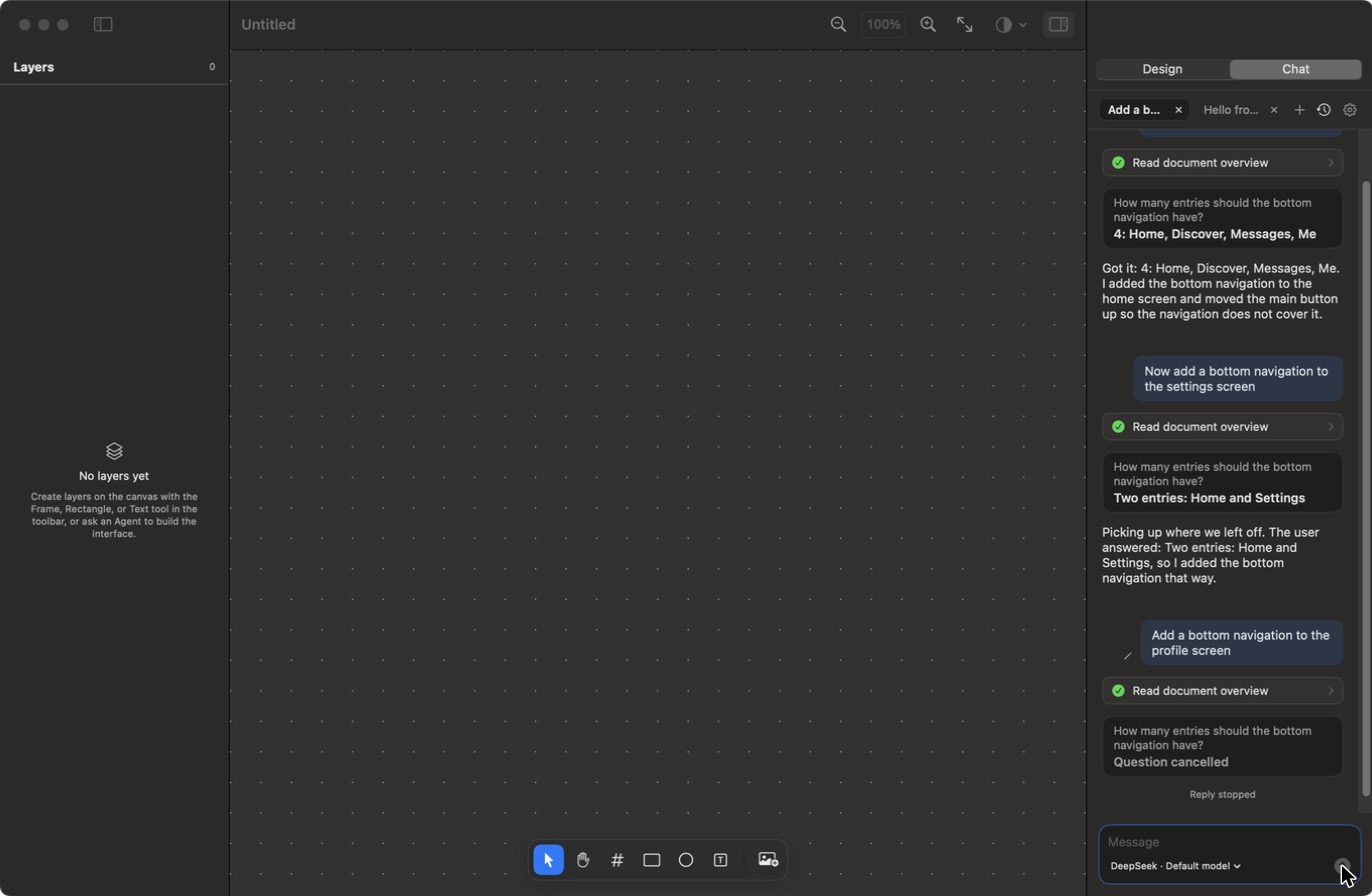 Untitled
100%
Layers
0
Design
Chat
Add a b...
Hello fro...
Read document overview
How many entries should the bottom
navigation have?
4: Home, Discover, Messages, Me
Got it: 4: Home, Discover, Messages, Me.
I added the bottom navigation to the
home screen and moved the main button
up so the navigation does not cover it.
Now add a bottom navigation to
the settings screen
Read document overview
How many entries should the bottom
navigation have?
Two entries: Home and Settings
Picking up where we left off. The user
answered: Two entries: Home and
Settings, so I added the bottom
navigation that way.
Add a bottom navigation to the
profile screen
Read document overview
How many entries should the bottom
navigation have?
Question cancelled
Reply stopped
Message
DeepSeek · Default model
No layers yet
Create layers on the canvas with the
Frame, Rectangle, or Text tool in the
toolbar, or ask an Agent to build the
interface.
T